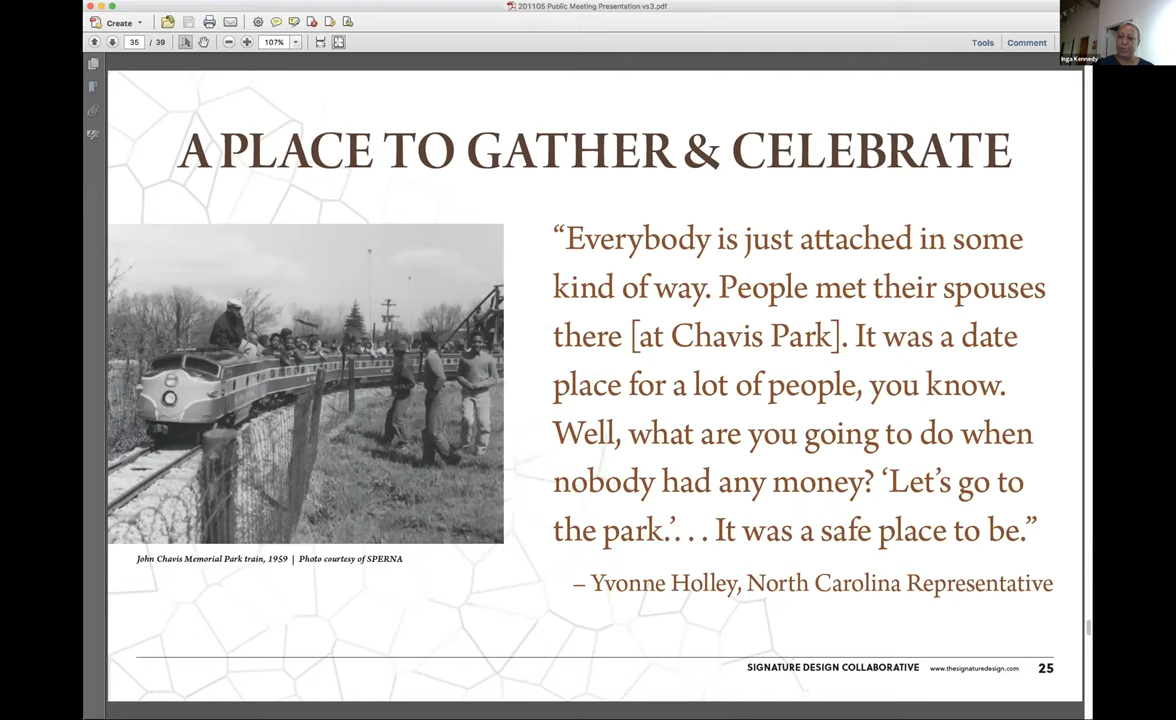 201105 Public Meeting Presentation vs3.pdf
Create
35 / 39
107%
Tools
Comment
Inga Kennedy
A PLACE TO GATHER & CELEBRATE
“Everybody is just attached in some
kind of way. People met their spouses
there [at Chavis Park]. It was a date
place for a lot of people, you know.
Well, what are you going to do when
nobody had any money? ‘Let’s go to
the park.’. . . It was a safe place to be.”
– Yvonne Holley, North Carolina Representative
John Chavis Memorial Park train, 1959 | Photo courtesy of SPERNA
SIGNATURE DESIGN COLLABORATIVE www.thesignaturedesign.com 25